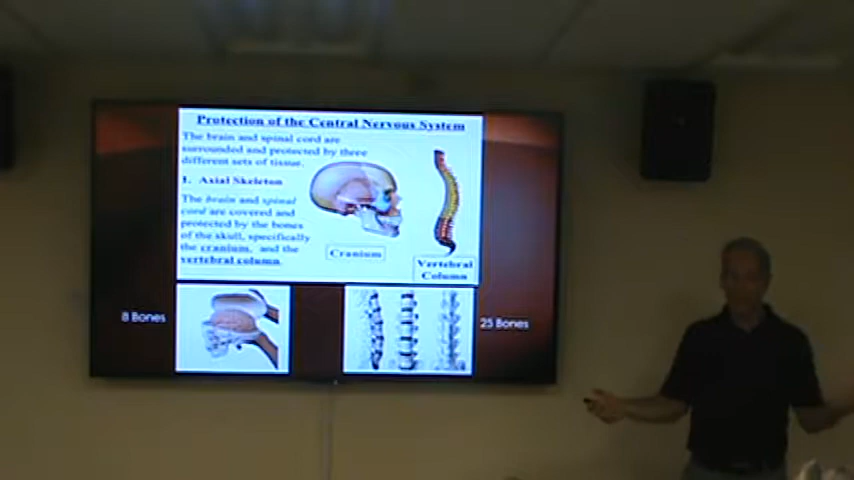 Protection of the Central Nervous System
The brain and spinal cord are
surrounded and protected by three
different sets of tissue.
1. Axial Skeleton
The brain and spinal
cord are covered and
protected by the bones
of the skull, specifically
the cranium, and the
vertebral column.
Cranium
Vertebral
Column
8 Bones
25 Bones